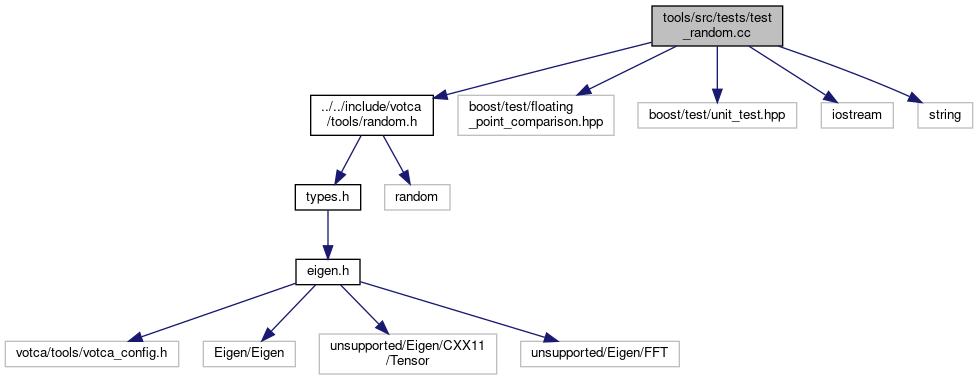 tools/src/tests/test
_random.cc
../../include/votca
/tools/random.h
boost/test/floating
_point_comparison.hpp
boost/test/unit_test.hpp
iostream
string
types.h
random
eigen.h
votca/tools/votca_config.h
Eigen/Eigen
unsupported/Eigen/CXX11
/Tensor
unsupported/Eigen/FFT